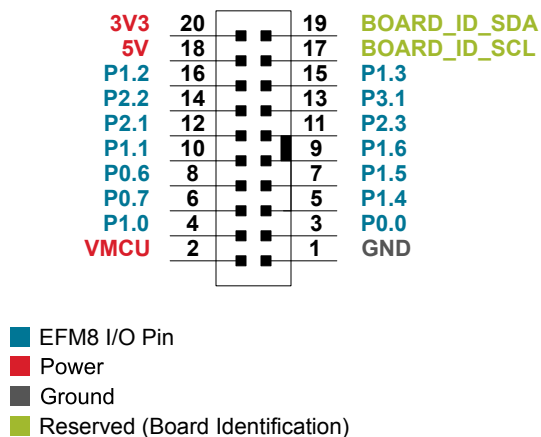 3V3 20 19 BOARD_ID_SDA
5V 18 17 BOARD_ID_SCL
P1.2 16 15 P1.3
P2.2 14 13 P3.1
P2.1 12 11 P2.3
P1.1 10 9 P1.6
P0.6 8 7 P1.5
P0.7 6 5 P1.4
P1.0 4 3 P0.0
VMCU 2 1 GND
EFM8 I/O Pin
Power
Ground
Reserved (Board Identification)